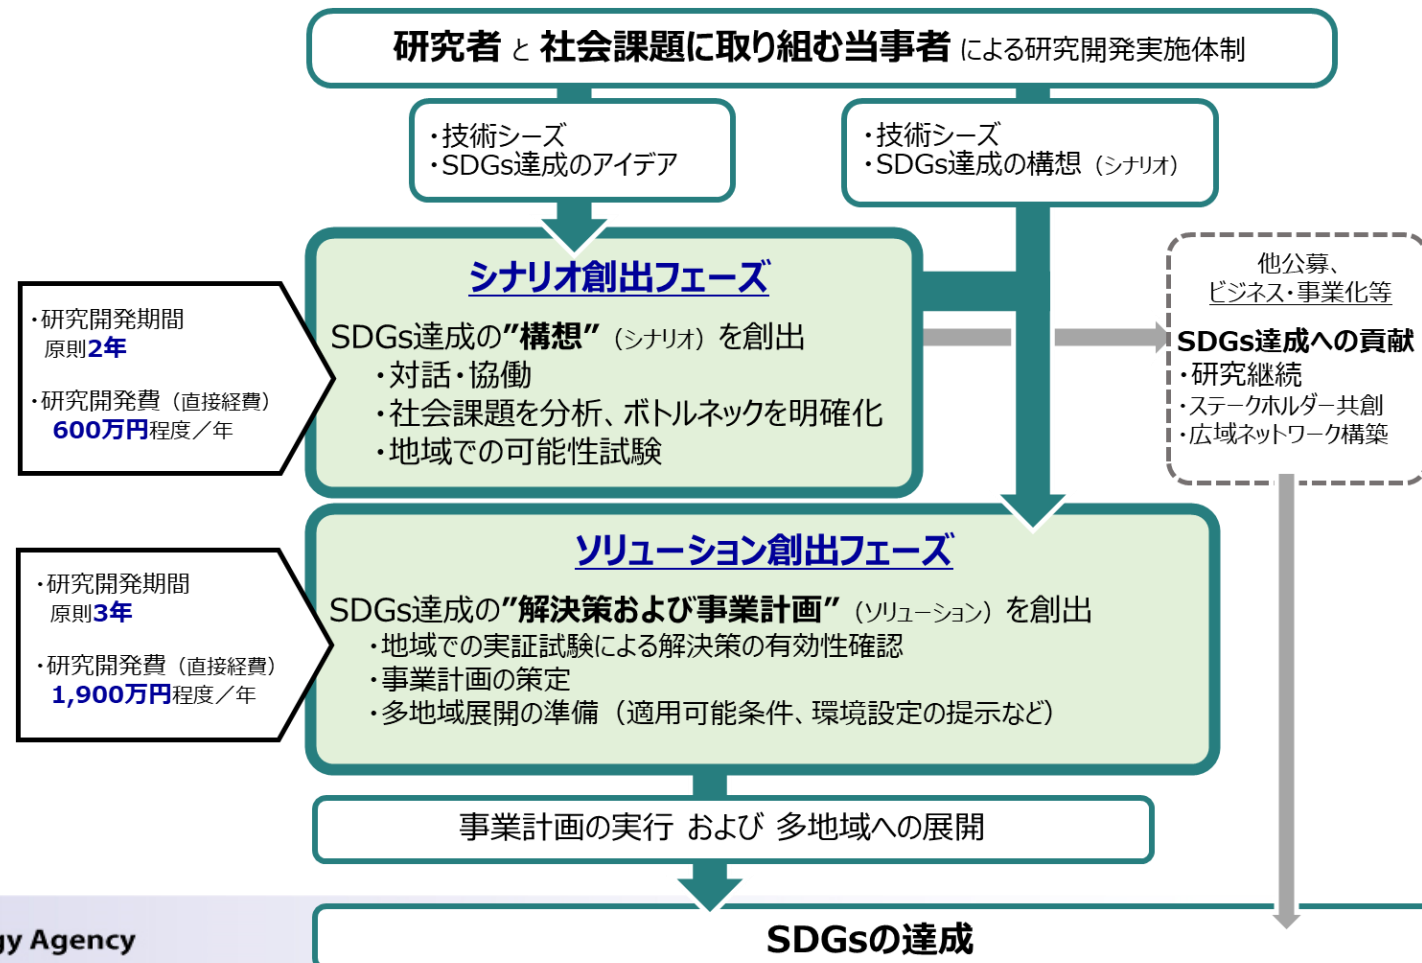 研究者 と 社会課題に取り組む当事者 による研究開発実施体制
・技術シーズ
・SDGs達成のアイデア
・技術シーズ
・SDGs達成の構想（シナリオ）
シナリオ創出フェーズ
SDGs達成の”構想”（シナリオ）を創出
・対話・協働
・社会課題を分析、ボトルネックを明確化
・地域での可能性試験
・研究開発期間
原則2年
・研究開発費（直接経費）
600万円程度／年
他公募、
ビジネス・事業化等
SDGs達成への貢献
・研究継続
・ステークホルダー共創
・広域ネットワーク構築
ソリューション創出フェーズ
SDGs達成の”解決策および事業計画”（ソリューション）を創出
・地域での実証試験による解決策の有効性確認
・事業計画の策定
・多地域展開の準備（適用可能条件、環境設定の提示など）
・研究開発期間
原則3年
・研究開発費（直接経費）
1,900万円程度／年
事業計画の実行 および 多地域への展開
SDGsの達成
gy Agency